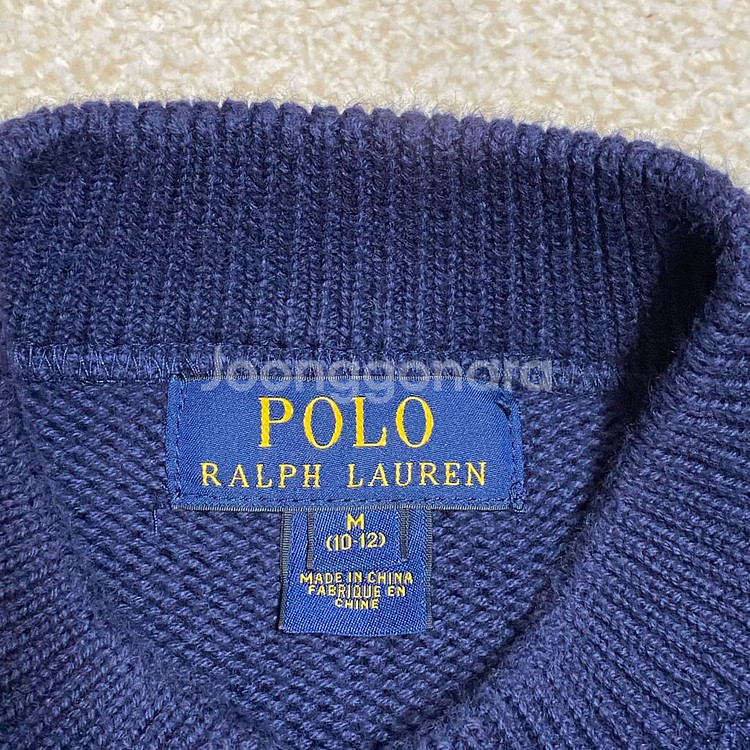 Joonggonara
POLO
RALPH LAUREN
M
(10-12)
MADE IN CHINA
FABRIQUE EN
CHINE